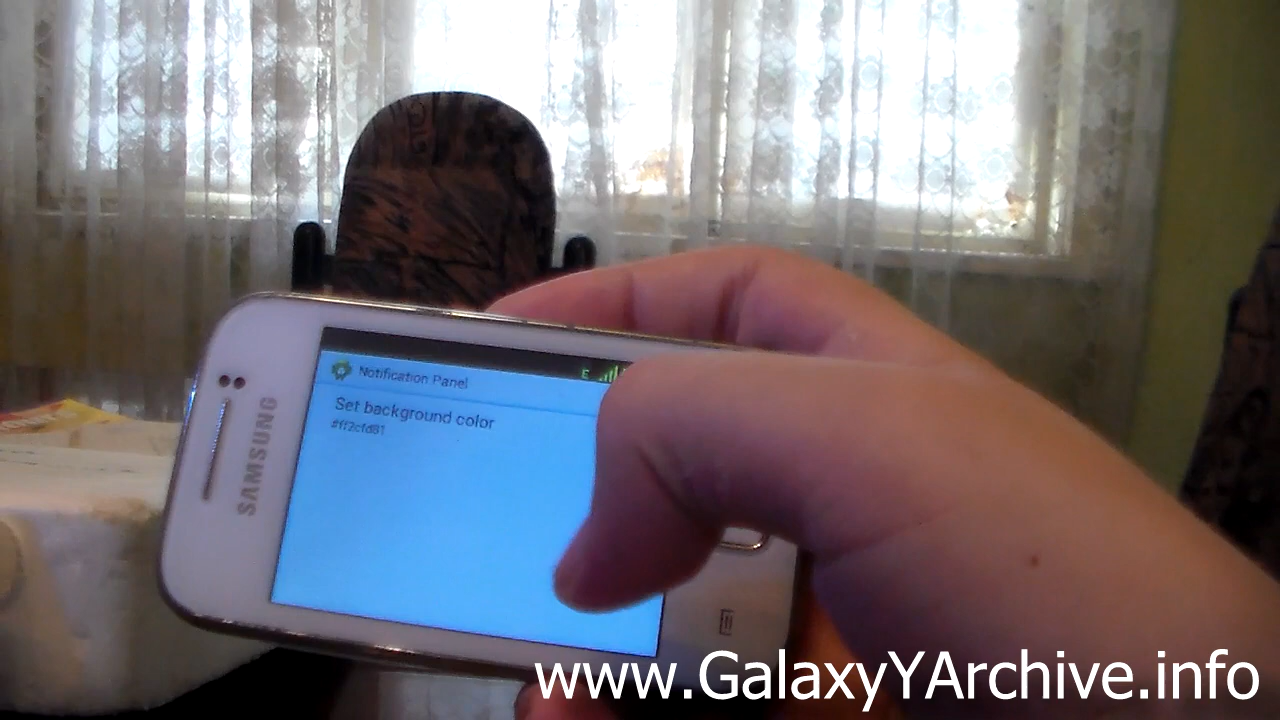 SAMSUNG
E
Notification Panel
Set background color
#ff2cfd81
www.GalaxyYArchive.info